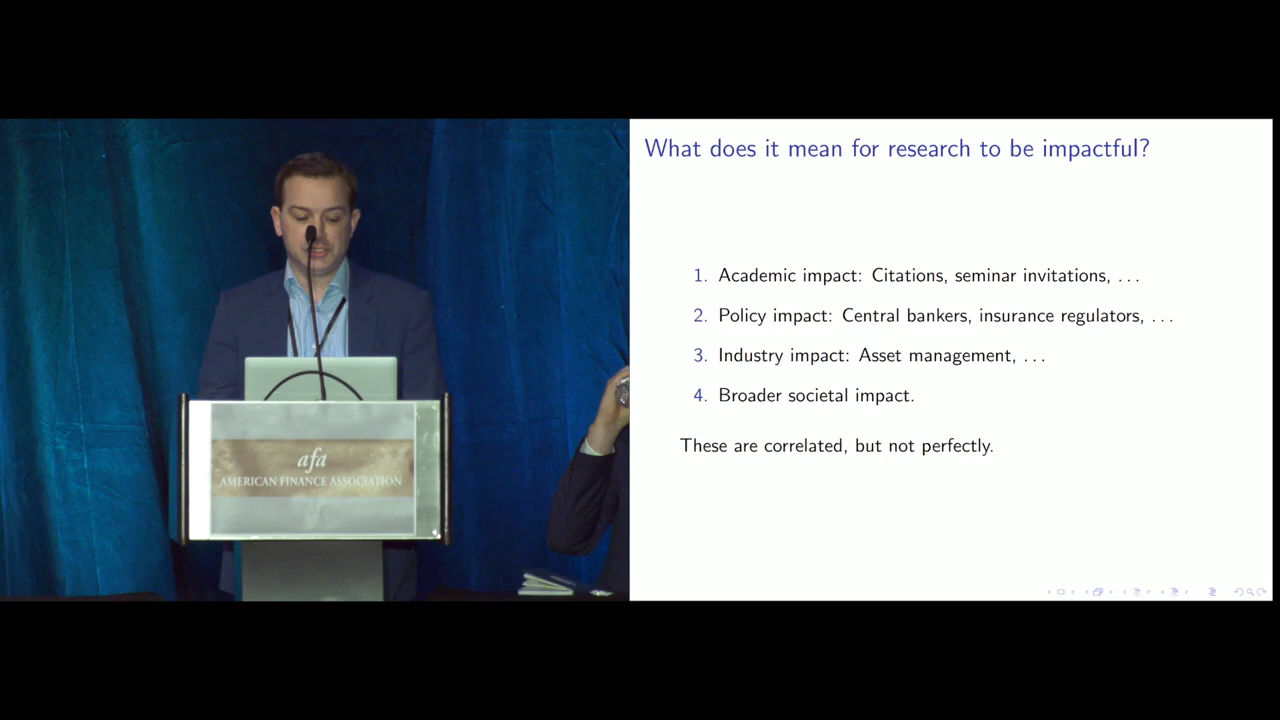 What does it mean for research to be impactful?
1. Academic impact: Citations, seminar invitations, . . .
2. Policy impact: Central bankers, insurance regulators, . . .
3. Industry impact: Asset management, . . .
4. Broader societal impact.
These are correlated, but not perfectly.
afa
AMERICAN FINANCE ASSOCIATION